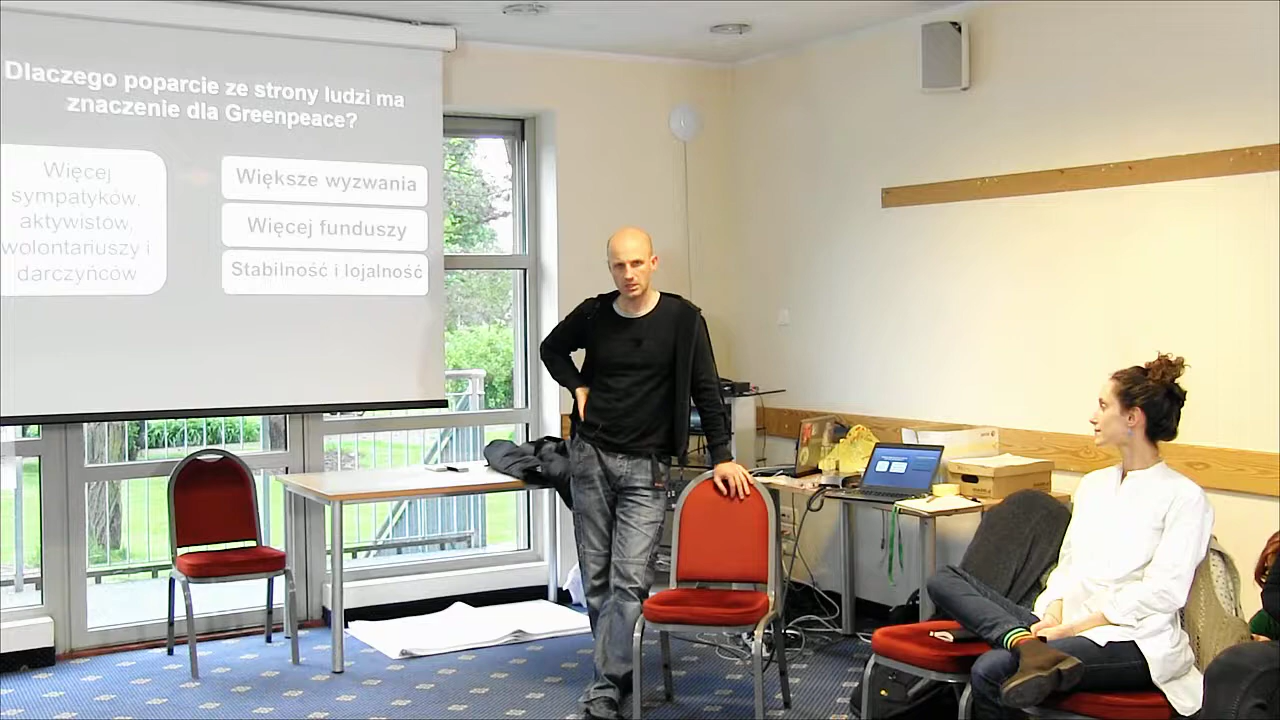 Dlaczego poparcie ze strony ludzi ma
znaczenie dla Greenpeace?
Więcej
sympatyków,
aktywistów,
wolontariuszy i
darczyńców
Większe wyzwania
Więcej funduszy
Stabilność i lojalność